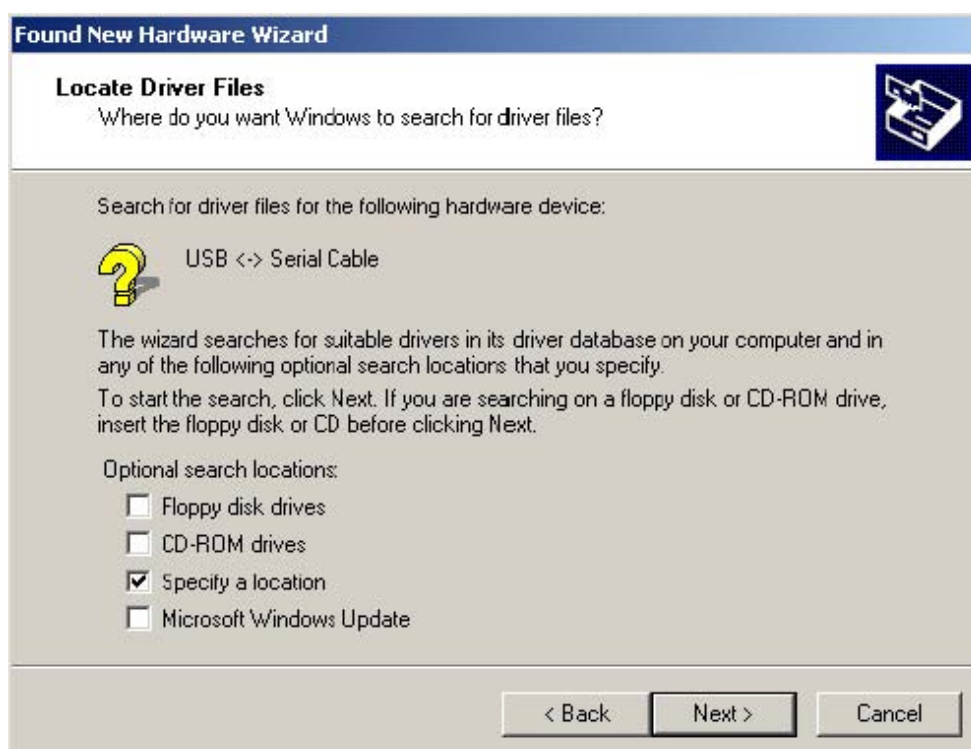 Found New Hardware Wizard
Locate Driver Files
Where do you want Windows to search for driver files?
Search for driver files for the following hardware device:
USB <-> Serial Cable
The wizard searches for suitable drivers in its driver database on your computer and in
any of the following optional search locations that you specify.
To start the search, click Next. If you are searching on a floppy disk or CD-ROM drive,
insert the floppy disk or CD before clicking Next.
Optional search locations:
Floppy disk drives
CD-ROM drives
Specify a location
Microsoft Windows Update
< Back Next > Cancel